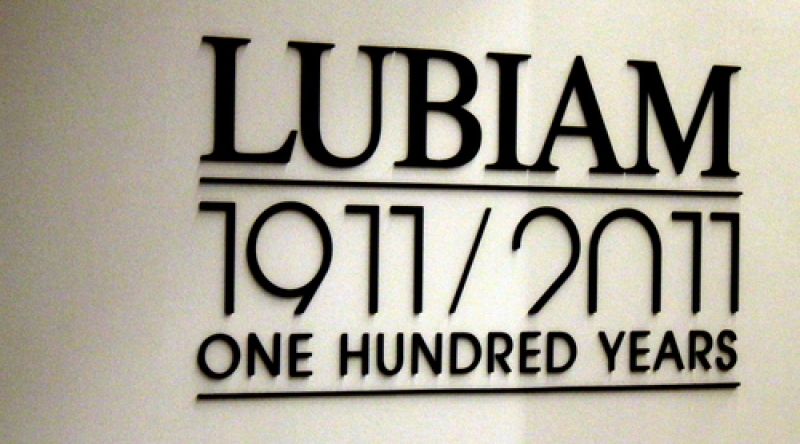 LUBIAM
1911/2011
ONE HUNDRED YEARS